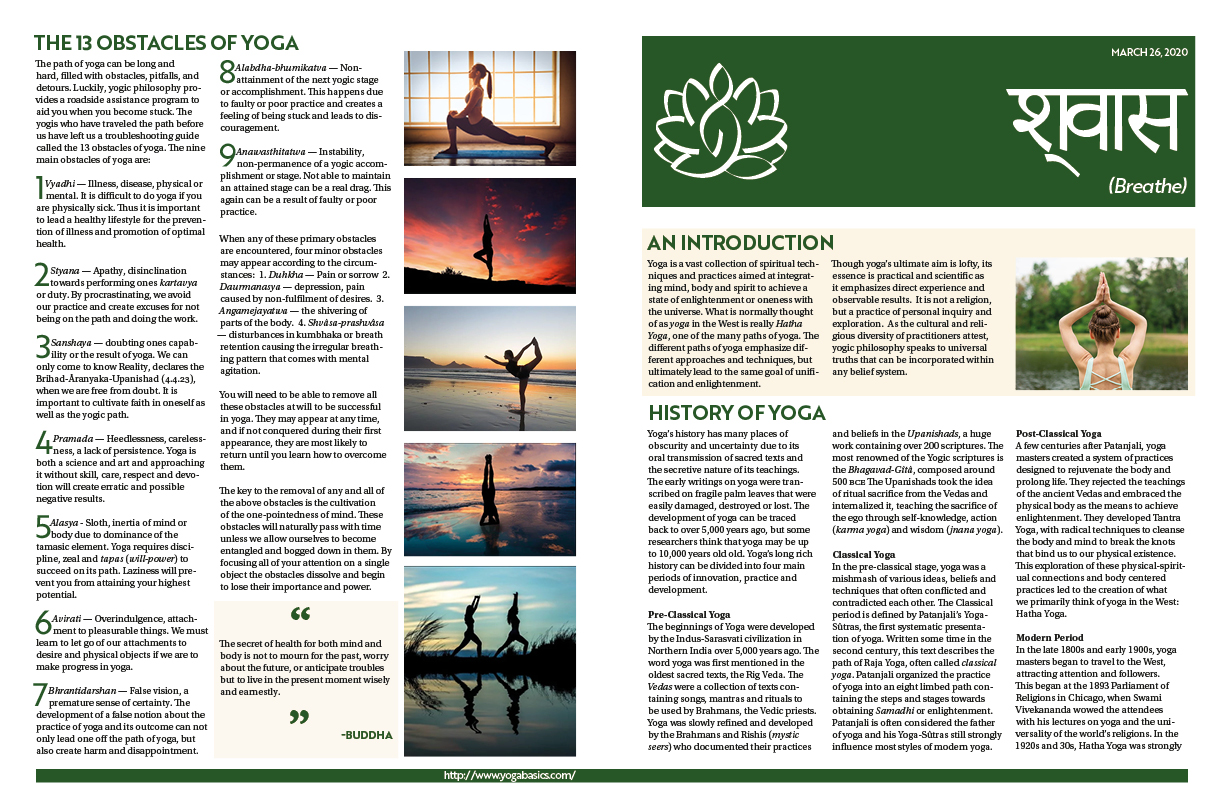 THE 13 OBSTACLES OF YOGA
The path of yoga can be long and
hard, filled with obstacles, pitfalls, and
detours. Luckily, yogic philosophy pro-
vides a roadside assistance program to
aid you when you become stuck. The
yogis who have traveled the path before
us have left us a troubleshooting guide
called the 13 obstacles of yoga. The nine
main obstacles of yoga are:
1 Vyadhi — Illness, disease, physical or
mental. It is difficult to do yoga if you
are physically sick. Thus it is important
to lead a healthy lifestyle for the preven-
tion of illness and promotion of optimal
health.
2 Styana — Apathy, disinclination
towards performing ones kartavya
or duty. By procrastinating, we avoid
our practice and create excuses for not
being on the path and doing the work.
3 Sanshaya — doubting ones capab-
ility or the result of yoga. We can
only come to know Reality, declares the
Brihad-Âranyaka-Upanishad (4.4.23),
when we are free from doubt. It is
important to cultivate faith in oneself as
well as the yogic path.
4 Pramada — Heedlessness, careless-
ness, a lack of persistence. Yoga is
both a science and art and approaching
it without skill, care, respect and devo-
tion will create erratic and possible
negative results.
5 Alasya - Sloth, inertia of mind or
body due to dominance of the
tamasic element. Yoga requires disci-
pline, zeal and tapas (will-power) to
succeed on its path. Laziness will pre-
vent you from attaining your highest
potential.
6 Avirati — Overindulgence, attach-
ment to pleasurable things. We must
learn to let go of our attachments to
desire and physical objects if we are to
make progress in yoga.
7 Bhrantidarshan — False vision, a
premature sense of certainty. The
development of a false notion about the
practice of yoga and its outcome can not
only lead one off the path of yoga, but
also create harm and disappointment.
8 Alabdha-bhumikatva — Non-
attainment of the next yogic stage
or accomplishment. This happens due
to faulty or poor practice and creates a
feeling of being stuck and leads to dis-
couragement.
9 Anawasthitatwa — Instability,
non-permanence of a yogic accom-
plishment or stage. Not able to maintain
an attained stage can be a real drag. This
again can be a result of faulty or poor
practice.
When any of these primary obstacles
are encountered, four minor obstacles
may appear according to the circum-
stances: 1. Duhkha — Pain or sorrow 2.
Daurmanasya — depression, pain
caused by non-fulfilment of desires. 3.
Angamejayatwa — the shivering of
parts of the body. 4. Shvâsa-prashvâsa
— disturbances in kumbhaka or breath
retention causing the irregular breath-
ing pattern that comes with mental
agitation.
You will need to be able to remove all
these obstacles at will to be successful
in yoga. They may appear at any time,
and if not conquered during their first
appearance, they are most likely to
return until you learn how to overcome
them.
The key to the removal of any and all of
the above obstacles is the cultivation
of the one-pointedness of mind. These
obstacles will naturally pass with time
unless we allow ourselves to become
entangled and bogged down in them. By
focusing all of your attention on a single
object the obstacles dissolve and begin
to lose their importance and power.
“
The secret of health for both mind and
body is not to mourn for the past, worry
about the future, or anticipate troubles
but to live in the present moment wisely
and earnestly.
”
-BUDDHA
http://www.yogabasics.com/
MARCH 26, 2020
श्वास
(Breathe)
AN INTRODUCTION
Yoga is a vast collection of spiritual tech-
niques and practices aimed at integrat-
ing mind, body and spirit to achieve a
state of enlightenment or oneness with
the universe. What is normally thought
of as yoga in the West is really Hatha
Yoga, one of the many paths of yoga. The
different paths of yoga emphasize dif-
ferent approaches and techniques, but
ultimately lead to the same goal of unifi-
cation and enlightenment.
Though yoga's ultimate aim is lofty, its
essence is practical and scientific as
it emphasizes direct experience and
observable results. It is not a religion,
but a practice of personal inquiry and
exploration. As the cultural and reli-
gious diversity of practitioners attest,
yogic philosophy speaks to universal
truths that can be incorporated within
any belief system.
HISTORY OF YOGA
Yoga's history has many places of
obscurity and uncertainty due to its
oral transmission of sacred texts and
the secretive nature of its teachings.
The early writings on yoga were tran-
scribed on fragile palm leaves that were
easily damaged, destroyed or lost. The
development of yoga can be traced
back to over 5,000 years ago, but some
researchers think that yoga may be up
to 10,000 years old old. Yoga's long rich
history can be divided into four main
periods of innovation, practice and
development.
Pre-Classical Yoga
The beginnings of Yoga were developed
by the Indus-Sarasvati civilization in
Northern India over 5,000 years ago. The
word yoga was first mentioned in the
oldest sacred texts, the Rig Veda. The
Vedas were a collection of texts con-
taining songs, mantras and rituals to
be used by Brahmans, the Vedic priests.
Yoga was slowly refined and developed
by the Brahmans and Rishis (mystic
seers) who documented their practices
and beliefs in the Upanishads, a huge
work containing over 200 scriptures. The
most renowned of the Yogic scriptures is
the Bhagavad-Gîtâ, composed around
500 BCE The Upanishads took the idea
of ritual sacrifice from the Vedas and
internalized it, teaching the sacrifice of
the ego through self-knowledge, action
(karma yoga) and wisdom (jnana yoga).
Classical Yoga
In the pre-classical stage, yoga was a
mishmash of various ideas, beliefs and
techniques that often conflicted and
contradicted each other. The Classical
period is defined by Patanjali's Yoga-
Sûtras, the first systematic presenta-
tion of yoga. Written some time in the
second century, this text describes the
path of Raja Yoga, often called classical
yoga. Patanjali organized the practice
of yoga into an eight limbed path con-
taining the steps and stages towards
obtaining Samadhi or enlightenment.
Patanjali is often considered the father
of yoga and his Yoga-Sûtras still strongly
influence most styles of modern yoga.
Post-Classical Yoga
A few centuries after Patanjali, yoga
masters created a system of practices
designed to rejuvenate the body and
prolong life. They rejected the teachings
of the ancient Vedas and embraced the
physical body as the means to achieve
enlightenment. They developed Tantra
Yoga, with radical techniques to cleanse
the body and mind to break the knots
that bind us to our physical existence.
This exploration of these physical-spirit-
ual connections and body centered
practices led to the creation of what
we primarily think of yoga in the West:
Hatha Yoga.
Modern Period
In the late 1800s and early 1900s, yoga
masters began to travel to the West,
attracting attention and followers.
This began at the 1893 Parliament of
Religions in Chicago, when Swami
Vivekananda wowed the attendees
with his lectures on yoga and the uni-
versality of the world's religions. In the
1920s and 30s, Hatha Yoga was strongly